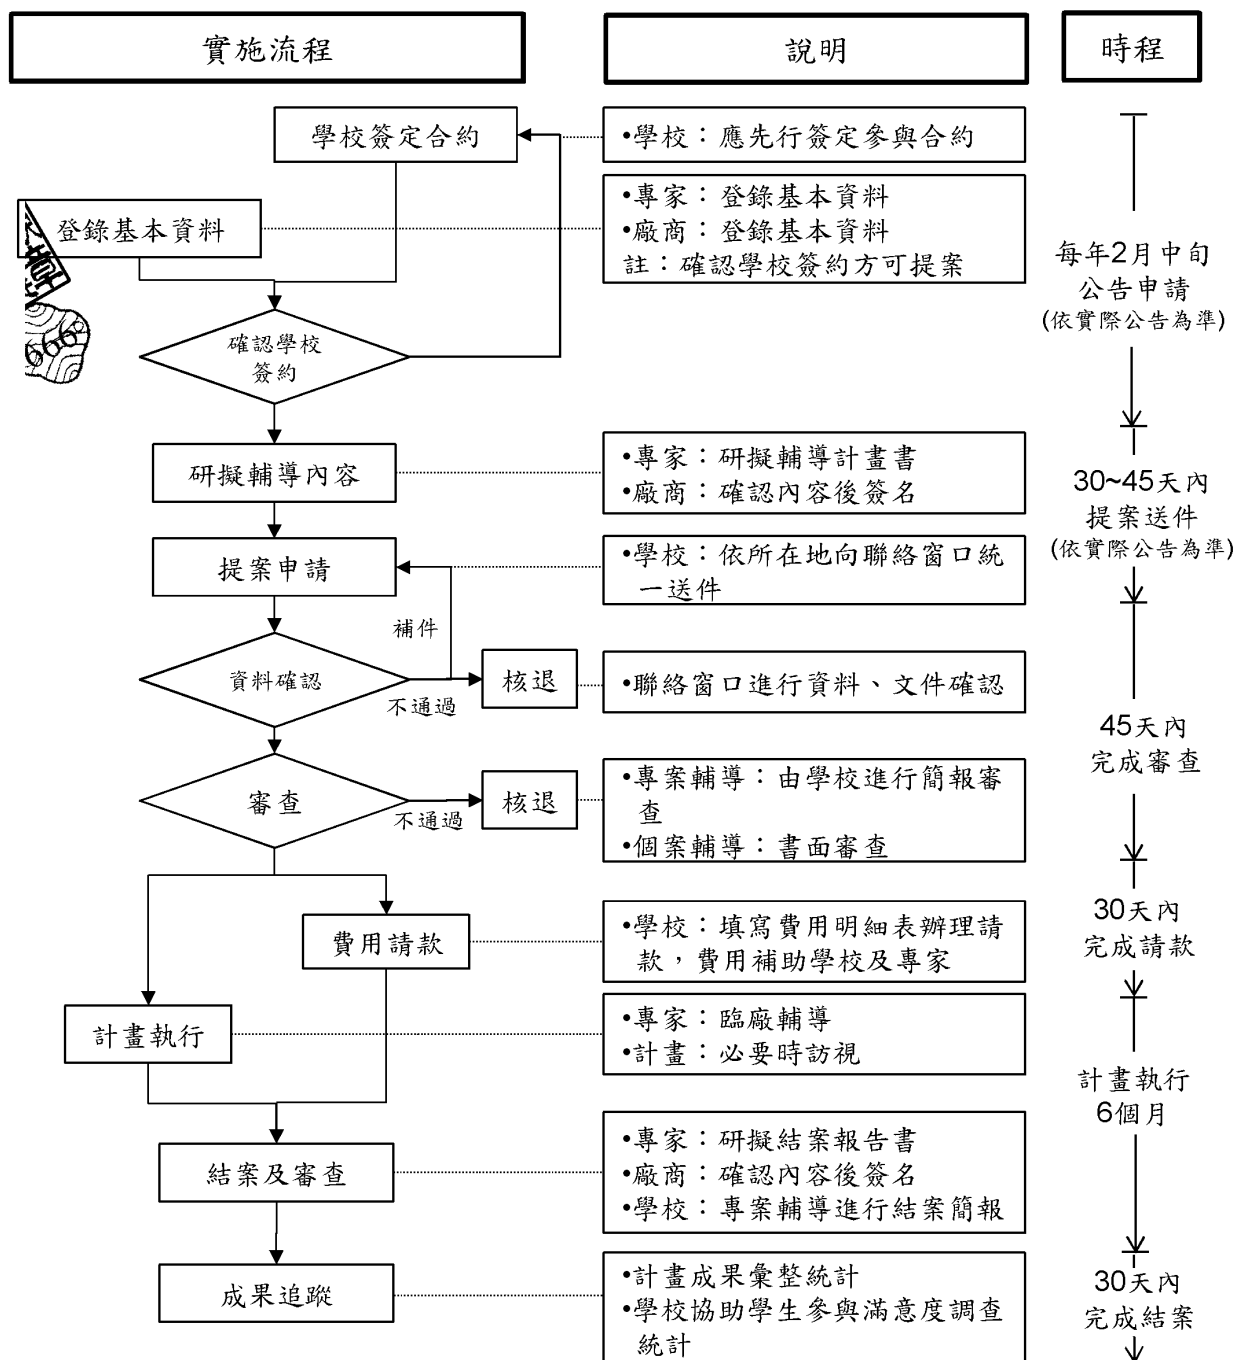 實施流程
說明
時程
學校簽定合約
•學校：應先行簽定參與合約
登錄基本資料
•專家：登錄基本資料
•廠商：登錄基本資料
註：確認學校簽約方可提案
每年2月中旬
公告申請
(依實際公告為準)
確認學校
簽約
研擬輔導內容
•專家：研擬輔導計畫書
•廠商：確認內容後簽名
30~45天內
提案送件
(依實際公告為準)
提案申請
•學校：依所在地向聯絡窗口統
一送件
補件
資料確認
不通過
核退
•聯絡窗口進行資料、文件確認
45天內
完成審查
審查
不通過
核退
•專案輔導：由學校進行簡報審
查
•個案輔導：書面審查
費用請款
•學校：填寫費用明細表辦理請
款，費用補助學校及專家
30天內
完成請款
計畫執行
•專家：臨廠輔導
•計畫：必要時訪視
計畫執行
6個月
結案及審查
•專家：研擬結案報告書
•廠商：確認內容後簽名
•學校：專案輔導進行結案簡報
成果追蹤
•計畫成果彙整統計
•學校協助學生參與滿意度調查
統計
30天內
完成結案
666